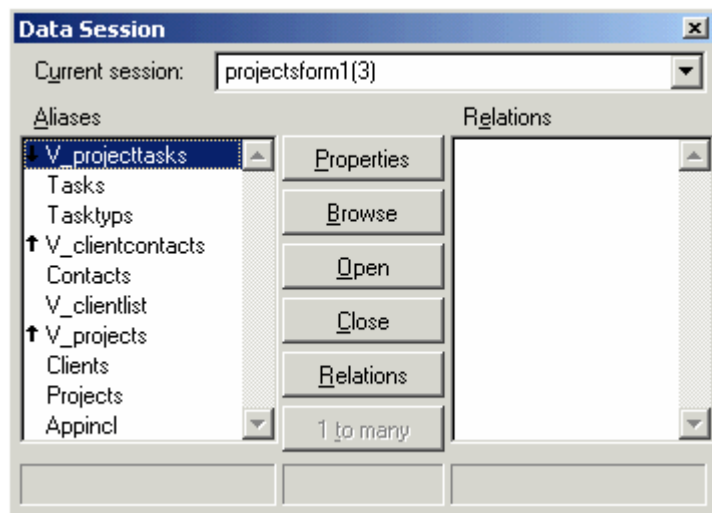 Data Session
Current session: projectsform1(3)
Aliases
Relations
V_projecttasks
Tasks
Tasktyps
V_clientcontacts
Contacts
V_clientlist
V_projects
Clients
Projects
Appincl
Properties
Browse
Open
Close
Relations
1 to many